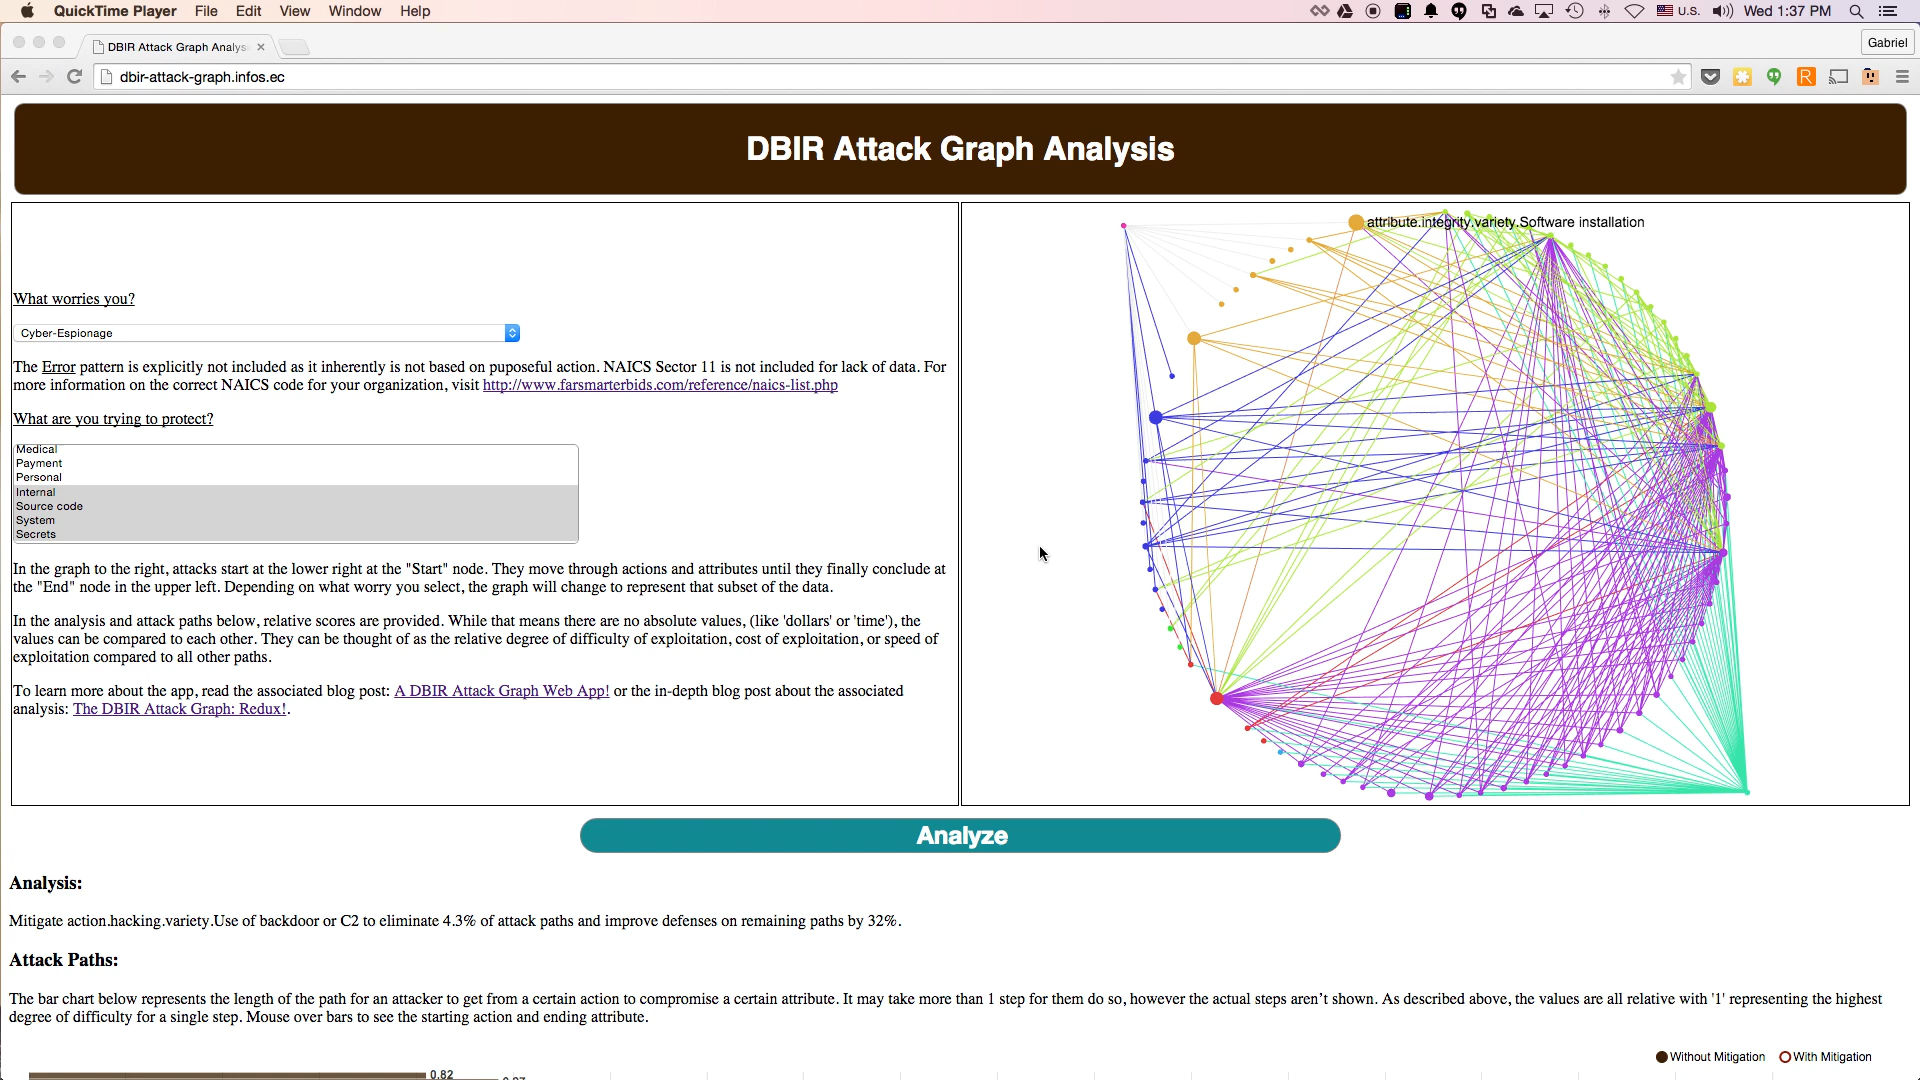 QuickTime Player File Edit View Window Help U.S. Wed 1:37 PM
DBIR Attack Graph Analys
Gabriel
dbir-attack-graph.infos.ec
DBIR Attack Graph Analysis
attribute.integrity.variety.Software installation
What worries you?
Cyber-Espionage
The Error pattern is explicitly not included as it inherently is not based on puposeful action. NAICS Sector 11 is not included for lack of data. For
more information on the correct NAICS code for your organization, visit http://www.farsmarterbids.com/reference/naics-list.php
What are you trying to protect?
Medical
Payment
Personal
Internal
Source code
System
Secrets
In the graph to the right, attacks start at the lower right at the "Start" node. They move through actions and attributes until they finally conclude at
the "End" node in the upper left. Depending on what worry you select, the graph will change to represent that subset of the data.
In the analysis and attack paths below, relative scores are provided. While that means there are no absolute values, (like 'dollars' or 'time'), the
values can be compared to each other. They can be thought of as the relative degree of difficulty of exploitation, cost of exploitation, or speed of
exploitation compared to all other paths.
To learn more about the app, read the associated blog post: A DBIR Attack Graph Web App! or the in-depth blog post about the associated
analysis: The DBIR Attack Graph: Redux!.
Analyze
Analysis:
Mitigate action.hacking.variety.Use of backdoor or C2 to eliminate 4.3% of attack paths and improve defenses on remaining paths by 32%.
Attack Paths:
The bar chart below represents the length of the path for an attacker to get from a certain action to compromise a certain attribute. It may take more than 1 step for them do so, however the actual steps aren't shown. As described above, the values are all relative with '1' representing the highest
degree of difficulty for a single step. Mouse over bars to see the starting action and ending attribute.
Without Mitigation With Mitigation
0.82